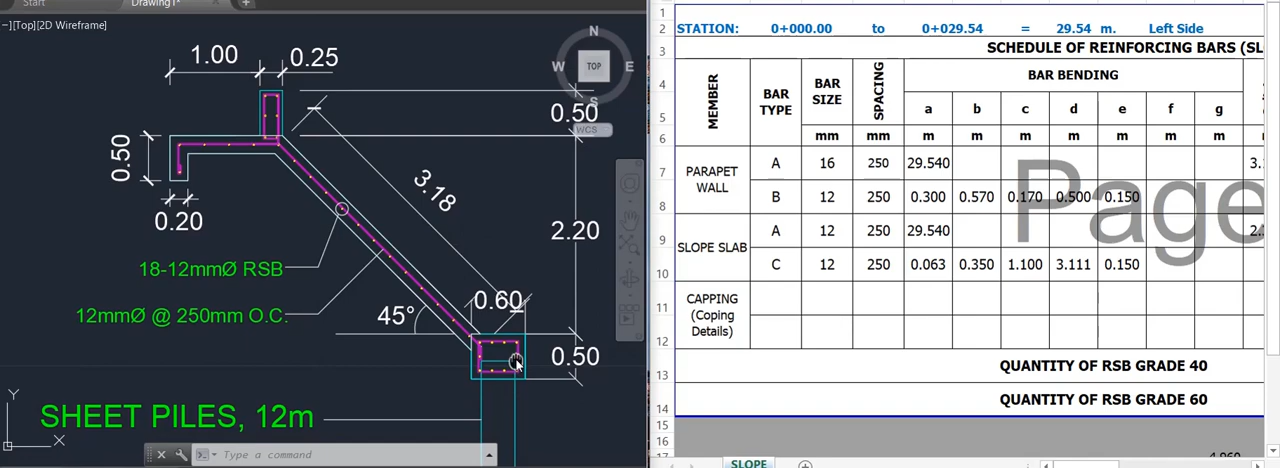 Start
Drawing1*
–][Top][2D Wireframe]
1.00
0.25
N
W
TOP
E
S
WCS
0.50
0.50
3.18
0.20
2.20
18-12mmØ RSB
12mmØ @ 250mm O.C.
45°
0.60
0.50
SHEET PILES, 12m
Y
X
Type a command
1
2
STATION: 0+000.00 to 0+029.54 = 29.54 m. Left Side
3
SCHEDULE OF REINFORCING BARS (SL
4
MEMBER
BAR TYPE
BAR SIZE
SPACING
BAR BENDING
5
a b c d e f g
6
mm mm m m m m m m m
PARAPET WALL
7
A 16 250 29.540
8
B 12 250 0.300 0.570 0.170 0.500 0.150
SLOPE SLAB
9
A 12 250 29.540
10
C 12 250 0.063 0.350 1.100 3.111 0.150
Page
11
CAPPING
(Coping
Details)
12
13
QUANTITY OF RSB GRADE 40
14
QUANTITY OF RSB GRADE 60
15
16
17
SLOPE